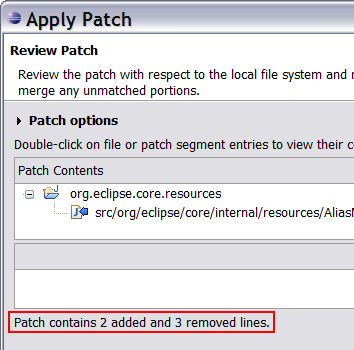 Apply Patch
Review Patch
Review the patch with respect to the local file system and
merge any unmatched portions.
Patch options
Double-click on file or patch segment entries to view their
Patch Contents
org.eclipse.core.resources
src/org/eclipse/core/internal/resources/Alias
Patch contains 2 added and 3 removed lines.